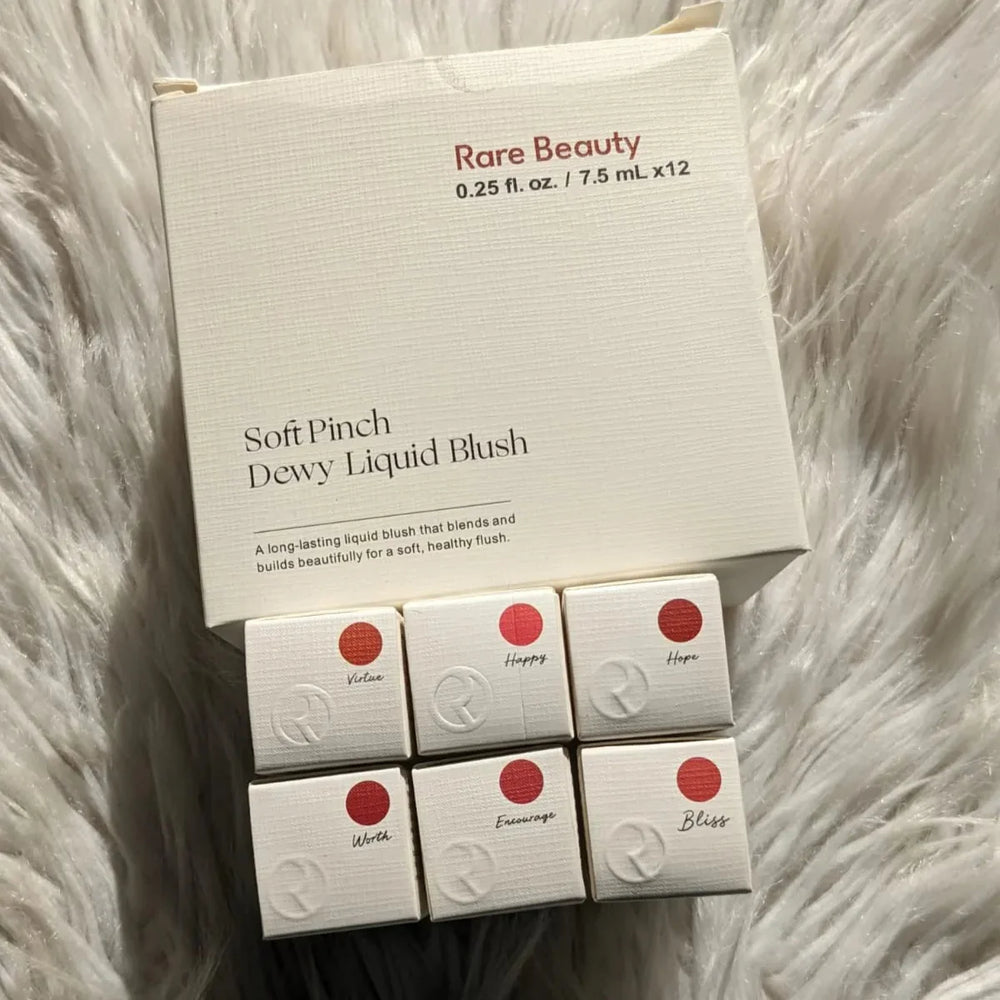 Rare Beauty
0.25 fl. oz. / 7.5 mL x12
Soft Pinch
Dewy Liquid Blush
A long-lasting liquid blush that blends and
builds beautifully for a soft, healthy flush.
Virtue
Happy
Hope
Worth
Encourage
Bliss